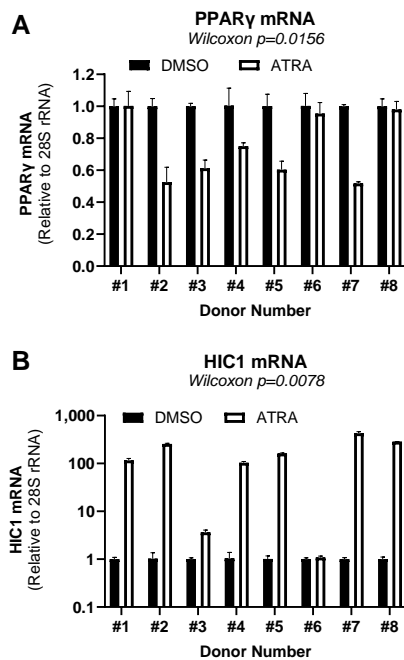 A
PPARγ mRNA
Wilcoxon p=0.0156
DMSO ATRA
PPARγ mRNA
(Relative to 28S rRNA)
1.2
1.0
0.8
0.6
0.4
0.2
0.0
#1 #2 #3 #4 #5 #6 #7 #8
Donor Number
B
HIC1 mRNA
Wilcoxon p=0.0078
DMSO ATRA
HIC1 mRNA
(Relative to 28S rRNA)
1,000
100
10
1
0.1
#1 #2 #3 #4 #5 #6 #7 #8
Donor Number